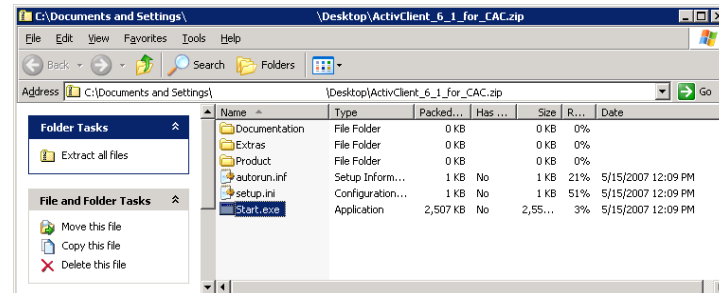 C:\Documents and Settings\ \Desktop\ActivClient_6_1_for_CAC.zip
File Edit View Favorites Tools Help
Back Search Folders
Address C:\Documents and Settings\ \Desktop\ActivClient_6_1_for_CAC.zip Go
Folder Tasks
Extract all files
File and Folder Tasks
Move this file
Copy this file
Delete this file
Name Type Packed... Has ... Size R... Date
Documentation File Folder 0 KB 0 KB 0%
Extras File Folder 0 KB 0 KB 0%
Product File Folder 0 KB 0 KB 0%
autorun.inf Setup Inform... 1 KB No 1 KB 21% 5/15/2007 12:09 PM
setup.ini Configuration... 1 KB No 1 KB 51% 5/15/2007 12:09 PM
Start.exe Application 2,507 KB No 2,55... 3% 5/15/2007 12:09 PM